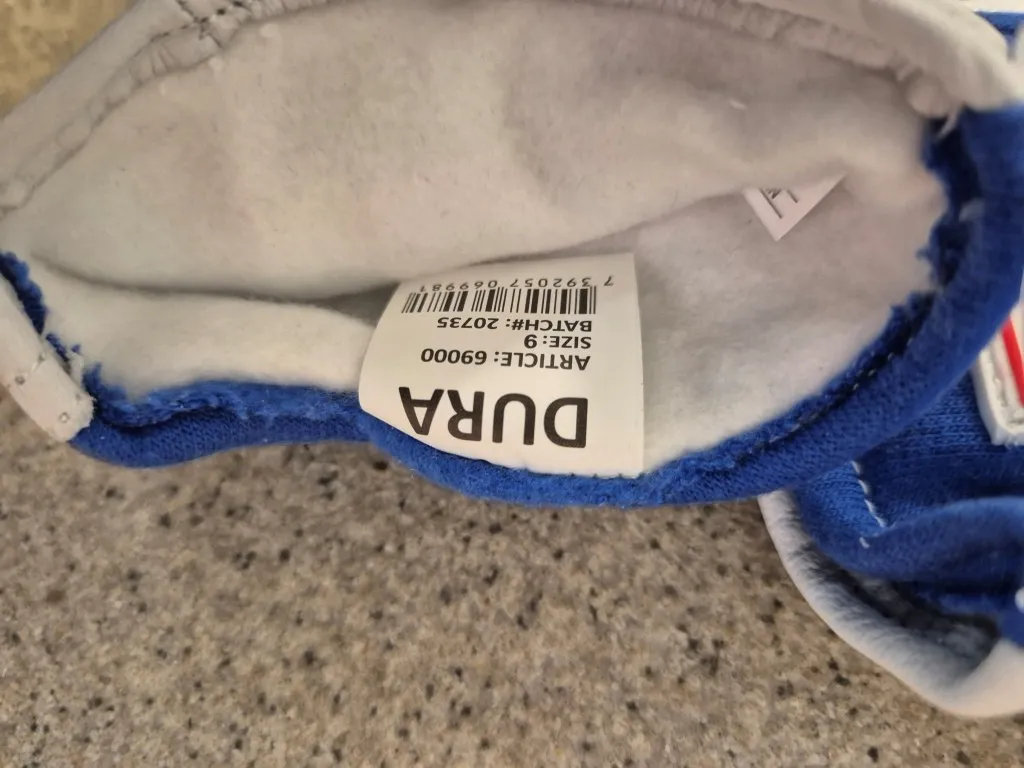 DURA
ARTICLE: 69000
SIZE: 9
BATCH#: 20735
7 392057 069981